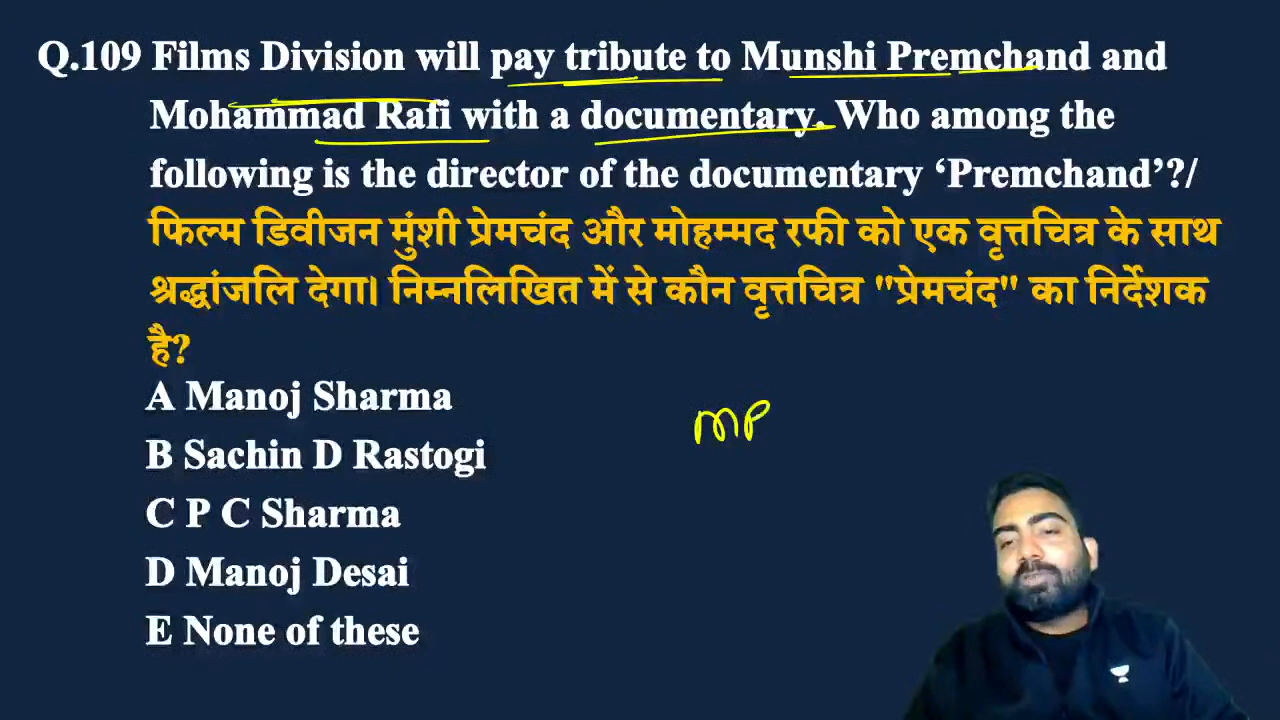 Q.109 Films Division will pay tribute to Munshi Premchand and
Mohammad Rafi with a documentary. Who among the
following is the director of the documentary ‘Premchand’?/
फिल्म डिवीजन मुंशी प्रेमचंद और मोहम्मद रफी को एक वृत्तचित्र के साथ
श्रद्धांजलि देगा। निम्नलिखित में से कौन वृत्तचित्र "प्रेमचंद" का निर्देशक
है?
A Manoj Sharma
B Sachin D Rastogi
MP
C P C Sharma
D Manoj Desai
E None of these